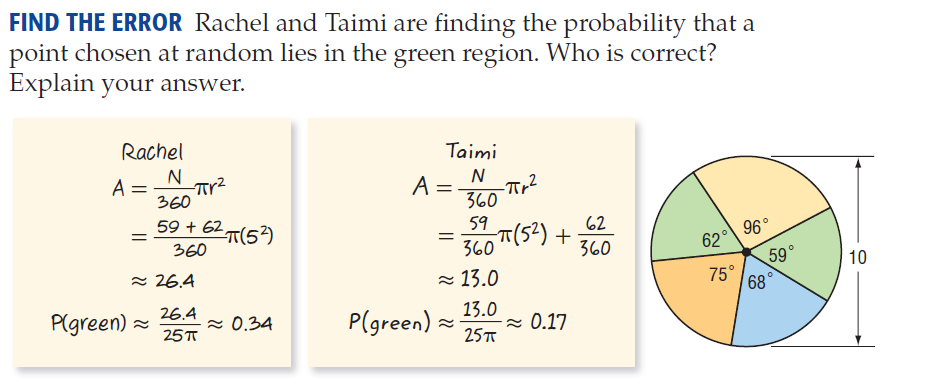 FIND THE ERROR Rachel and Taimi are finding the probability that a
point chosen at random lies in the green region. Who is correct?
Explain your answer.
Rachel
A = N/360 πr²
= (59 + 62)/360 π(5²)
≈ 26.4
P(green) ≈ 26.4/25π ≈ 0.34
Taimi
A = N/360 πr²
= 59/360 π(5²) + 62/360
≈ 13.0
P(green) ≈ 13.0/25π ≈ 0.17
62° 96°
59°
75° 68°
10